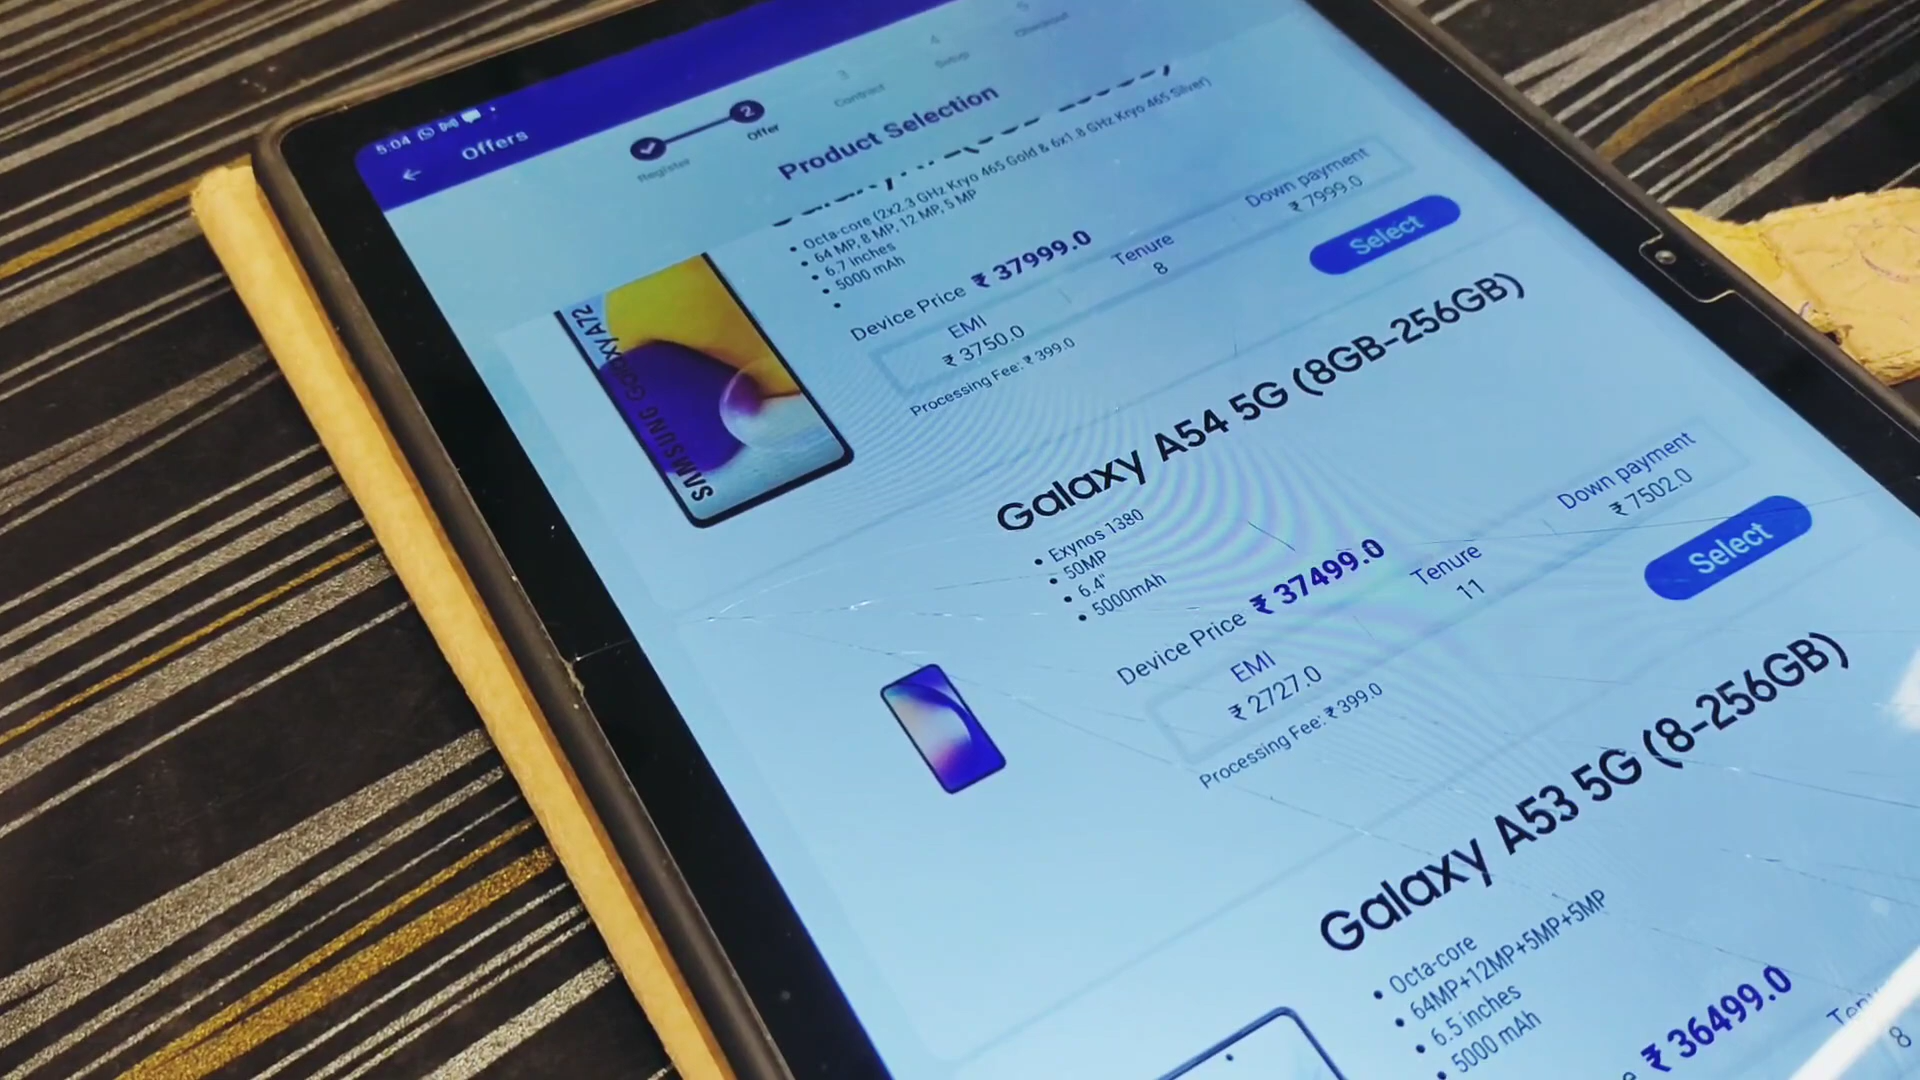 5:04
Offers
Register
2
Offer
3
Contract
4
Setup
5
Checkout
Product Selection
SAMSUNG GALAXY A72
• Octa-core (2x2.3 GHz Kryo 465 Gold & 6x1.8 GHz Kryo 465 Silver)
• 64 MP, 8 MP, 12 MP, 5 MP
• 6.7 inches
• 5000 mAh
•
Device Price ₹ 37999.0
EMI
₹ 3750.0
Tenure
8
Down payment
₹ 7999.0
Select
Processing Fee: ₹ 399.0
Galaxy A54 5G (8GB-256GB)
• Exynos 1380
• 50MP
• 6.4"
• 5000mAh
Device Price ₹ 37499.0
EMI
₹ 2727.0
Tenure
11
Down payment
₹ 7502.0
Select
Processing Fee: ₹ 399.0
Galaxy A53 5G (8-256GB)
• Octa-core
• 64MP+12MP+5MP+5MP
• 6.5 inches
• 5000 mAh
•
₹ 36499.0
8